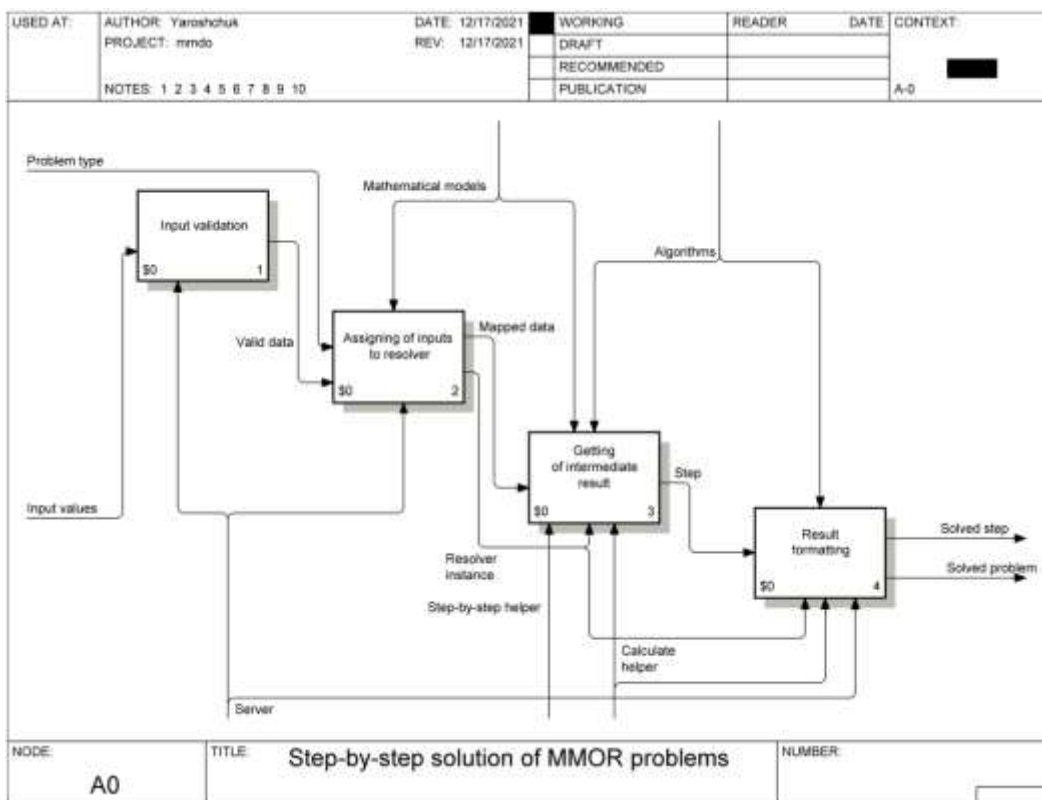 USED AT:
AUTHOR: Yaroshchuk
DATE: 12/17/2021
WORKING
READER
DATE
CONTEXT:
PROJECT: mmdo
REV: 12/17/2021
DRAFT
RECOMMENDED
NOTES: 1 2 3 4 5 6 7 8 9 10
PUBLICATION
A-0
Problem type
Mathematical models
Input validation
$0
1
Algorithms
Valid data
Assigning of inputs
to resolver
$0
2
Mapped data
Getting
of intermediate
result
$0
3
Step
Input values
Result
formatting
$0
4
Solved step
Solved problem
Resolver
instance
Step-by-step helper
Calculate
helper
Server
NODE:
A0
TITLE:
Step-by-step solution of MMOR problems
NUMBER: